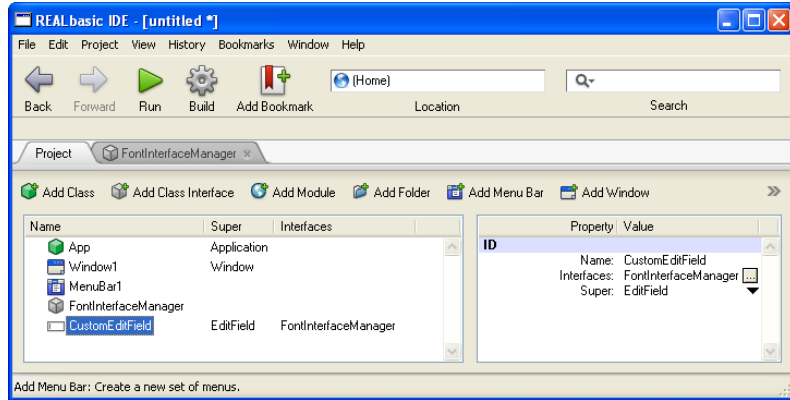 REALbasic IDE - [untitled *]
File Edit Project View History Bookmarks Window Help
(Home)
Back Forward Run Build Add Bookmark Location Search
Project FontInterfaceManager
Add Class Add Class Interface Add Module Add Folder Add Menu Bar Add Window
Name Super Interfaces Property Value
App Application ID
Window1 Window Name: CustomEditField
MenuBar1 Interfaces: FontInterfaceManager ...
FontInterfaceManager Super: EditField
CustomEditField EditField FontInterfaceManager
Add Menu Bar: Create a new set of menus.